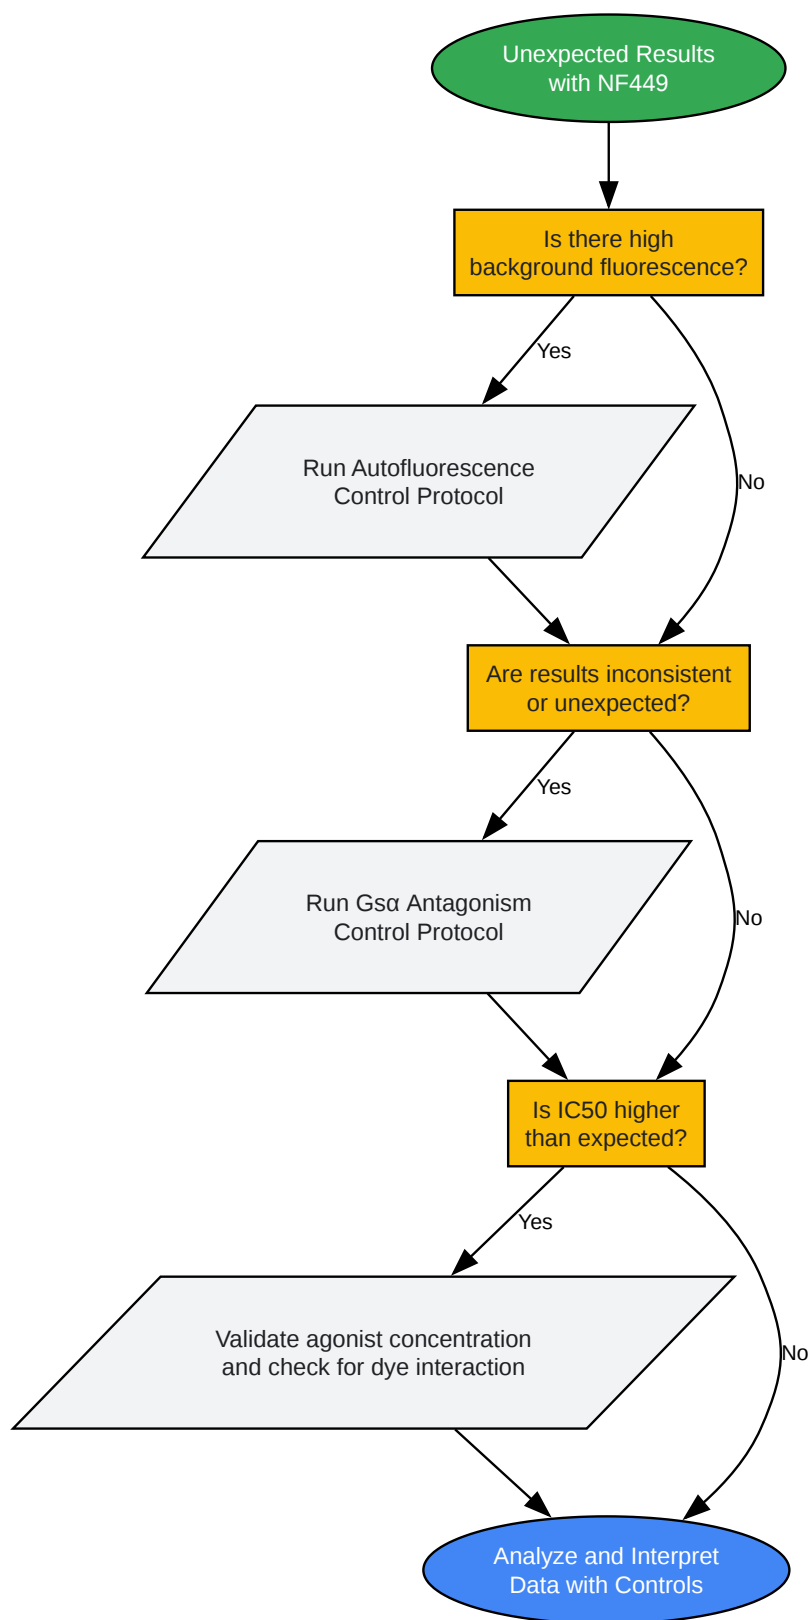 Unexpected Results
with NF449
Is there high
background fluorescence?
Yes
Run Autofluorescence
Control Protocol
No
Are results inconsistent
or unexpected?
Yes
Run Gsα Antagonism
Control Protocol
No
Is IC50 higher
than expected?
Yes
Validate agonist concentration
and check for dye interaction
No
Analyze and Interpret
Data with Controls